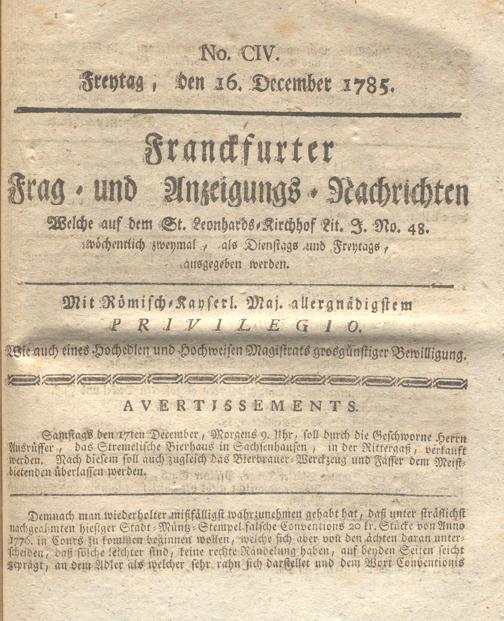 No. CIV.
Freytag, den 16. December 1785.
Franckfurter
Frag- und Anzeigungs-Nachrichten
Welche auf dem St. Leonhards-Kirchhof Lit. J. No. 48.
wöchentlich zweymal, als Dienstags und Freytags,
ausgegeben werden.
Mit Römisch-Kayserl. Maj. allergnädigstem
PRIVILEGIO.
Wie auch eines Hochedlen und Hochweisen Magistrats grosgünstiger Bewilligung.
AVERTISSEMENTS.
Samstags den 17ten December, Morgens 9. Uhr, soll durch die Geschworne Herrn
Ausrüffer, das Stremelische Bierhaus in Sachsenhausen, in der Rittergaß, verkauft
werden. Nach diesem soll auch zugleich das Bierbrauer-Werckzeug und Fässer dem Meist-
bietenden überlassen werden.
Demnach man wiederholter mißfälligst wahrzunehmen gehabt hat, daß unter sträflichst
nachgeahmten hiesiger Stadt-Müntz-Stempel falsche Conventions 20 kr. Stücke von Anno
1776. in Cours zu kommen beginnen wollen, welche sich aber von den ächten daran unter-
scheiden, daß solche leichter sind, keine rechte Rändelung haben, auf beyden Seiten seicht
geprägt, an dem Adler als welcher sehr rahn sich darstellet und dem Wort Conventionis